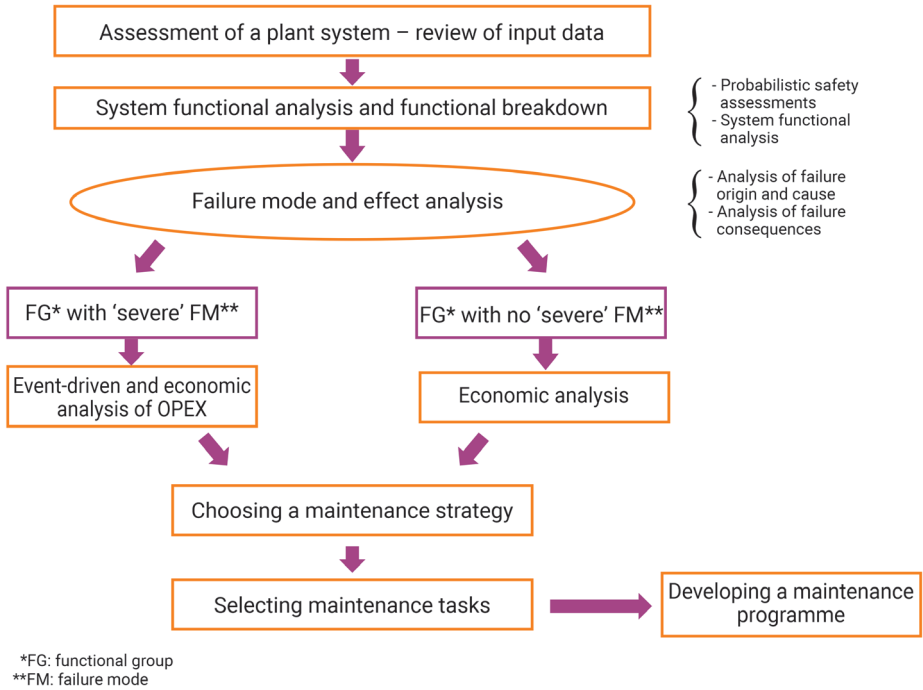 Assessment of a plant system – review of input data
System functional analysis and functional breakdown
- Probabilistic safety
assessments
- System functional
analysis
Failure mode and effect analysis
- Analysis of failure
origin and cause
- Analysis of failure
consequences
FG* with ‘severe’ FM**
FG* with no ‘severe’ FM**
Event-driven and economic
analysis of OPEX
Economic analysis
Choosing a maintenance strategy
Selecting maintenance tasks
Developing a maintenance
programme
*FG: functional group
**FM: failure mode